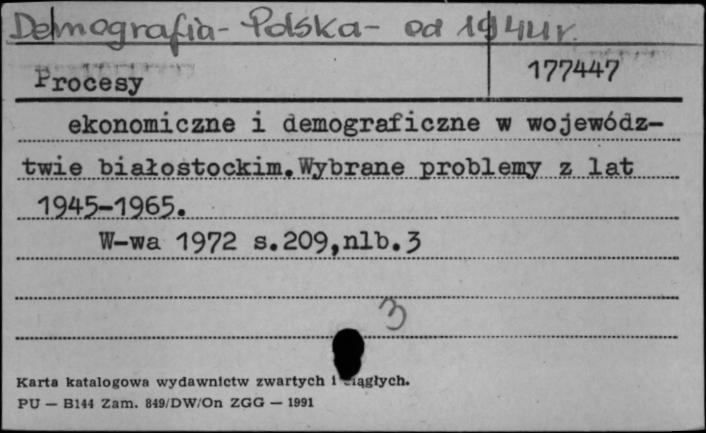 Demografia - Polska - od 1944 r.
177447
Procesy
ekonomiczne i demograficzne w wojewódz-
twie białostockim.Wybrane problemy z lat
1945-1965.
W-wa 1972 s.209,nlb.3
3
Karta katalogowa wydawnictw zwartych i ciągłych.
PU — B144 Zam. 849/DW/On ZGG — 1991